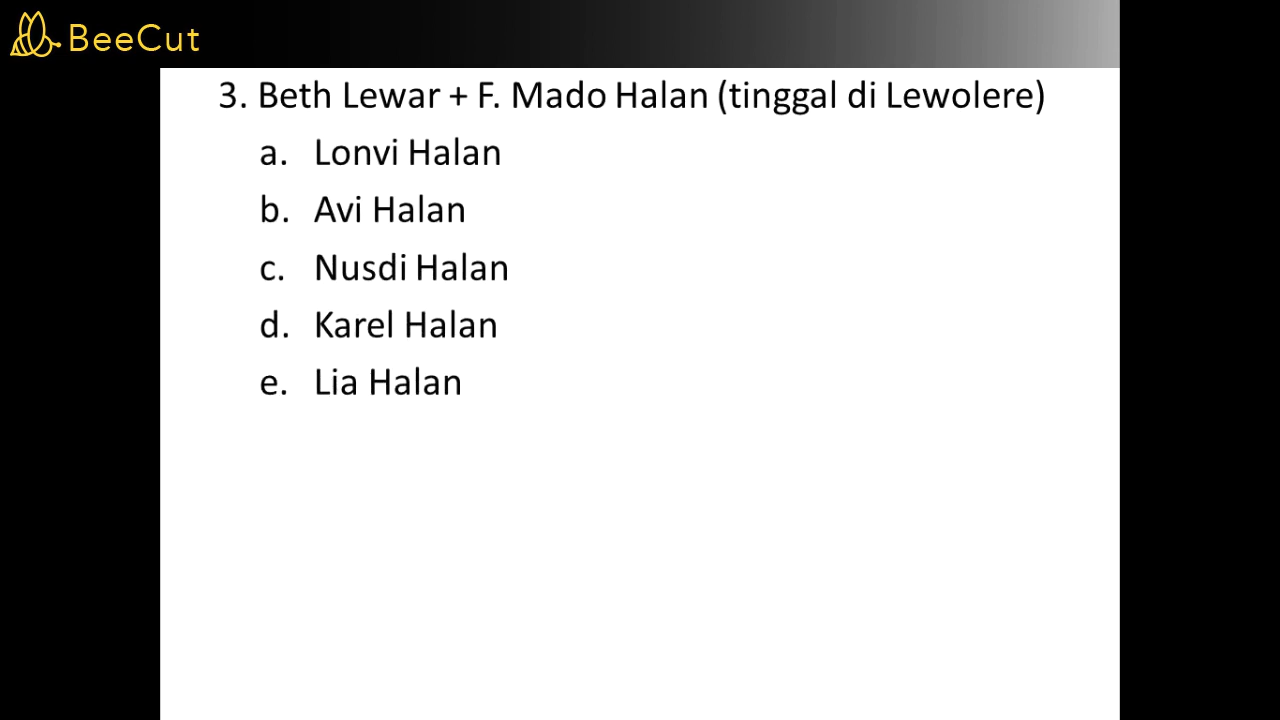 BeeCut
3. Beth Lewar + F. Mado Halan (tinggal di Lewolere)
a. Lonvi Halan
b. Avi Halan
c. Nusdi Halan
d. Karel Halan
e. Lia Halan